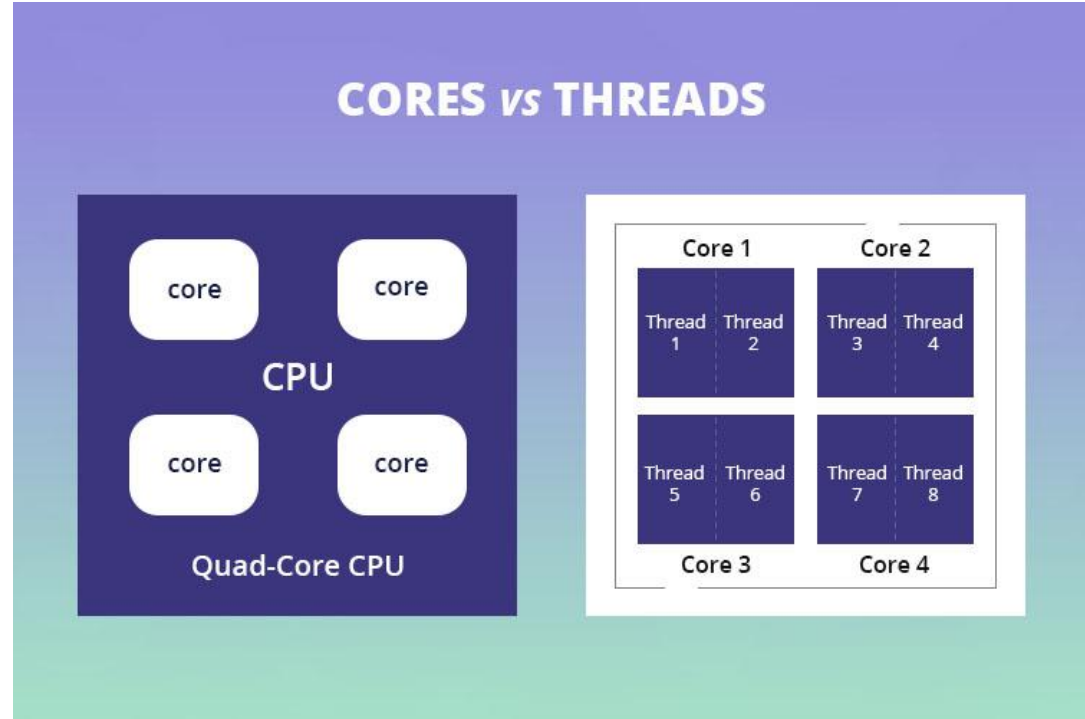 CORES vs THREADS
core
core
CPU
core
core
Quad-Core CPU
Core 1
Core 2
Thread
1
Thread
2
Thread
3
Thread
4
Thread
5
Thread
6
Thread
7
Thread
8
Core 3
Core 4